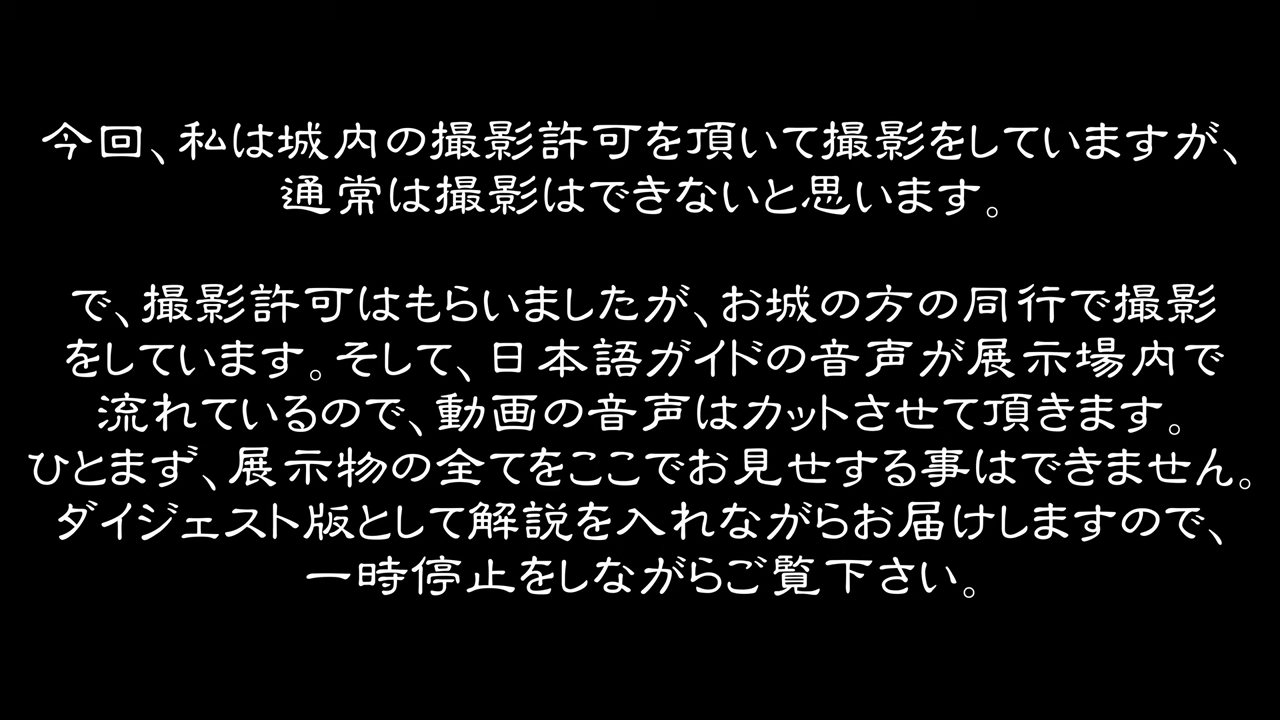 今回、私は城内の撮影許可を頂いて撮影をしていますが、
通常は撮影はできないと思います。
で、撮影許可はもらいましたが、お城の方の同行で撮影
をしています。そして、日本語ガイドの音声が展示場内で
流れているので、動画の音声はカットさせて頂きます。
ひとまず、展示物の全てをここでお見せする事はできません。
ダイジェスト版として解説を入れながらお届けしますので、
一時停止をしながらご覧下さい。